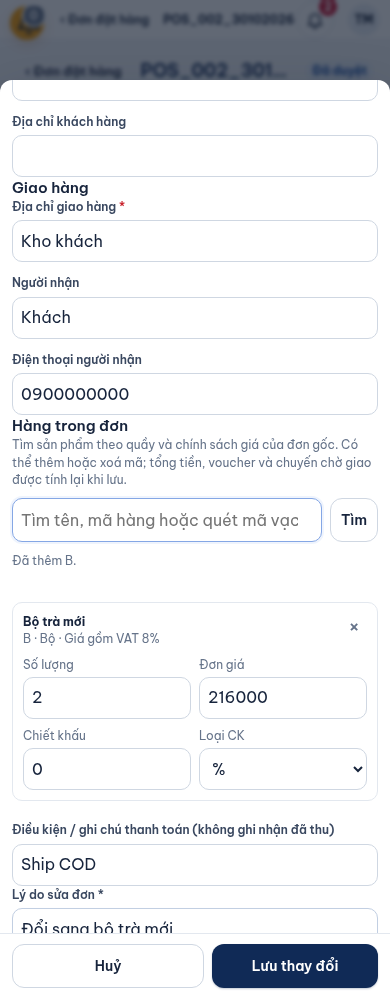 ‹ Đơn đặt hàng POS_002_30102026 TM
‹ Đơn đặt hàng POS_002_301... Đã duyệt
Địa chỉ khách hàng
Giao hàng
Địa chỉ giao hàng *
Kho khách
Người nhận
Khách
Điện thoại người nhận
0900000000
Hàng trong đơn
Tìm sản phẩm theo quầy và chính sách giá của đơn gốc. Có
thể thêm hoặc xoá mã; tổng tiền, voucher và chuyến chờ giao
được tính lại khi lưu.
Tìm tên, mã hàng hoặc quét mã vạc Tìm
Đã thêm B.
Bộ trà mới ×
B · Bộ · Giá gồm VAT 8%
Số lượng Đơn giá
2 216000
Chiết khấu Loại CK
0 %
Điều kiện / ghi chú thanh toán (không ghi nhận đã thu)
Ship COD
Lý do sửa đơn *
Đổi sang bộ trà mới
Huỷ Lưu thay đổi